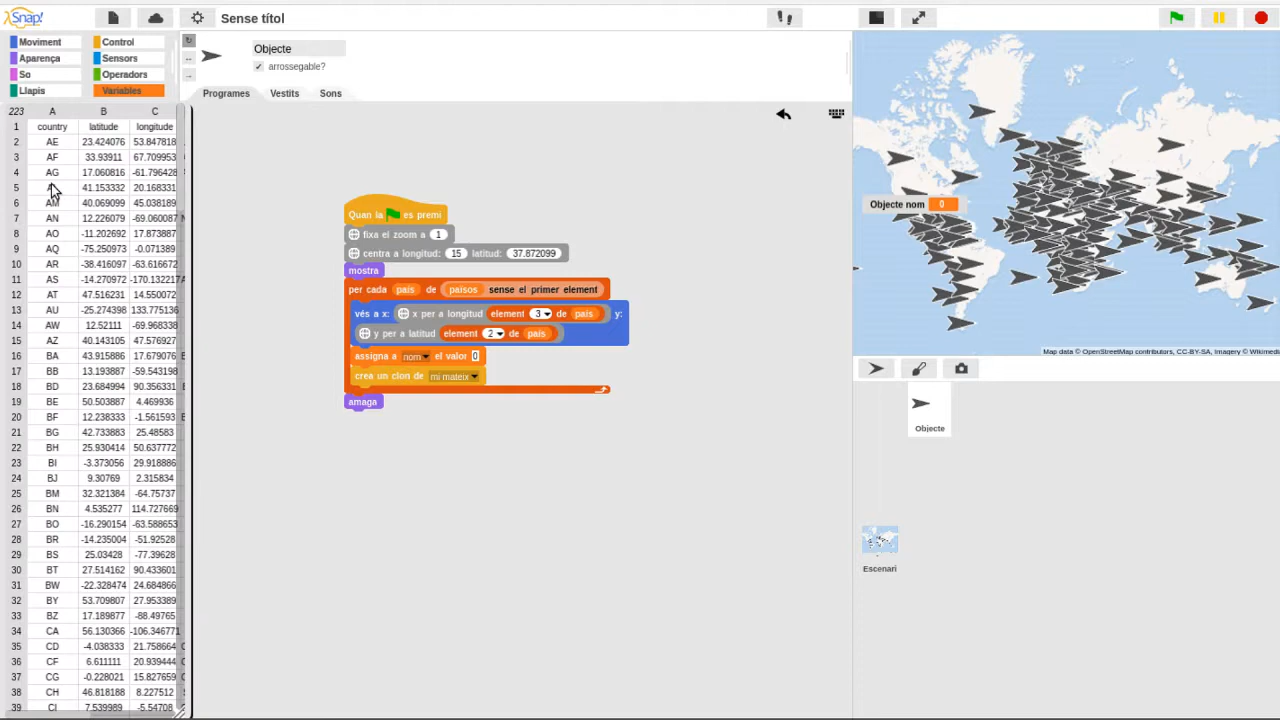 Snap!
Sense títol
Moviment Control
Aparença Sensors
So Operadors
Llapis Variables
Objecte
arrossegable?
Programes Vestits Sons
223 A B C
1 country latitude longitude
2 AE 23.424076 53.847818
3 AF 33.93911 67.709953
4 AG 17.060816 -61.796428
5 41.153332 20.168331
6 AM 40.069099 45.038189
7 AN 12.226079 -69.060087
8 AO -11.202692 17.873887
9 AQ -75.250973 -0.071389
10 AR -38.416097 -63.616672
11 AS -14.270972 -170.132217
12 AT 47.516231 14.550072
13 AU -25.274398 133.775136
14 AW 12.52111 -69.968338
15 AZ 40.143105 47.576927
16 BA 43.915886 17.679076
17 BB 13.193887 -59.543198
18 BD 23.684994 90.356331
19 BE 50.503887 4.469936
20 BF 12.238333 -1.561593
21 BG 42.733883 25.48583
22 BH 25.930414 50.637772
23 BI -3.373056 29.918886
24 BJ 9.30769 2.315834
25 BM 32.321384 -64.75737
26 BN 4.535277 114.727669
27 BO -16.290154 -63.588653
28 BR -14.235004 -51.92528
29 BS 25.03428 -77.39628
30 BT 27.514162 90.433601
31 BW -22.328474 24.684866
32 BY 53.709807 27.953389
33 BZ 17.189877 -88.49765
34 CA 56.130366 -106.346771
35 CD -4.038333 21.758664
36 CF 6.611111 20.939444
37 CG -0.228021 15.827659
38 CH 46.818188 8.227512
39 CI 7.539989 -5.54708
Quan la es premi
fixa el zoom a 1
centra a longitud: 15 latitud: 37.872099
mostra
per cada país de països sense el primer element
vés a x: x per a longitud element 3 de país y:
y per a latitud element 2 de país
assigna a nom el valor 0
crea un clon de mi mateix
amaga
Objecte nom 0
Map data © OpenStreetMap contributors, CC-BY-SA, Imagery © Wikimedi
Objecte
Escenari